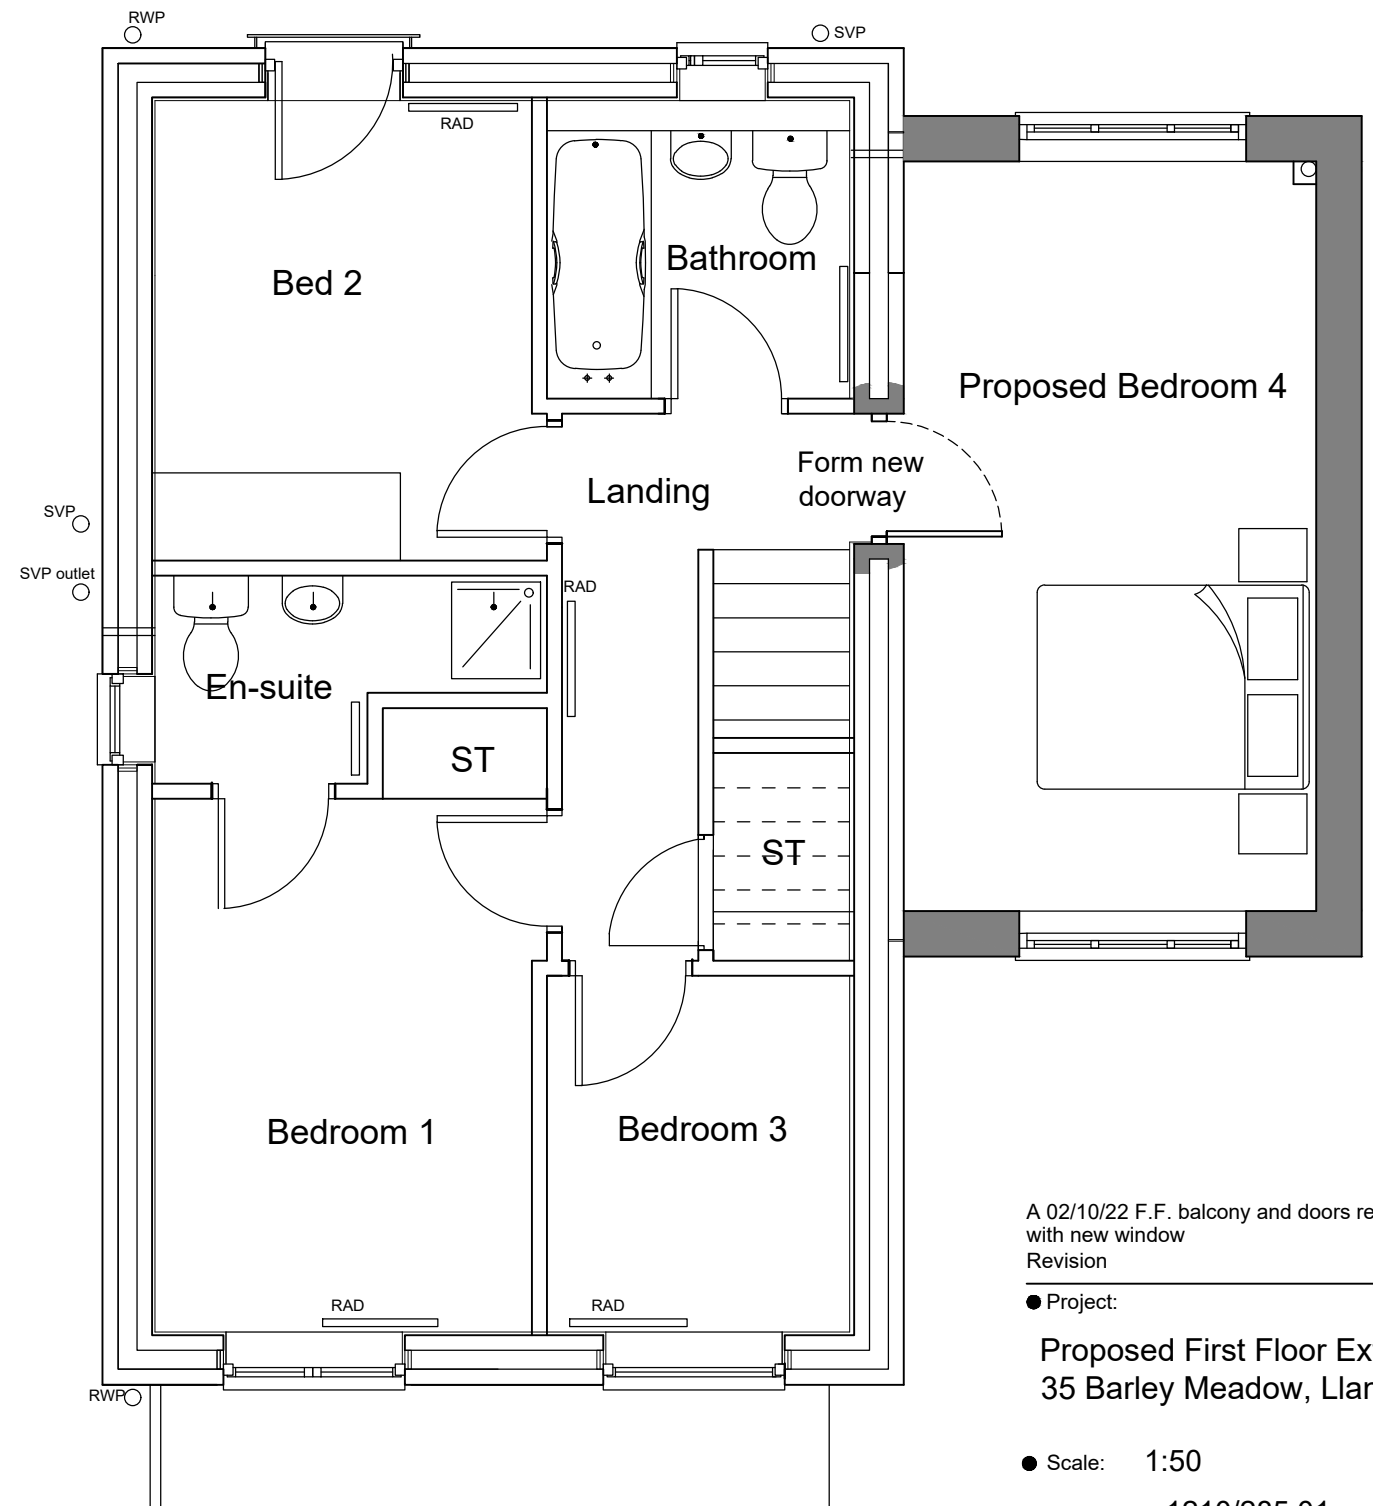 RWP
SVP
RAD
Bed 2
Bathroom
Proposed Bedroom 4
Form new
doorway
Landing
SVP
SVP outlet
RAD
En-suite
ST
ST
Bedroom 1
Bedroom 3
RAD
RAD
RWP
A 02/10/22 F.F. balcony and doors re
with new window
Revision
Project:
Proposed First Floor Ex
35 Barley Meadow, Llan
Scale: 1:50